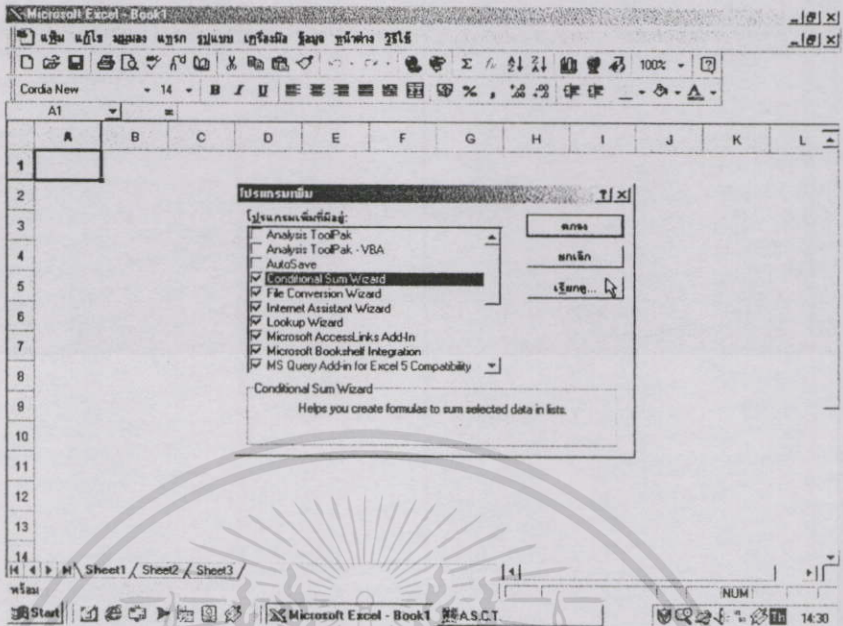 Microsoft Excel - Book1
แฟ้ม แก้ไข มุมมอง แทรก รูปแบบ เครื่องมือ ข้อมูล หน้าต่าง วิธีใช้
100%
Cordia New 14 B I U % ,
A1 =
A B C D E F G H I J K L
1
2
3
4
5
6
7
8
9
10
11
12
13
14
โปรแกรมเพิ่ม
โปรแกรมเพิ่มที่มีอยู่:
Analysis ToolPak
Analysis ToolPak - VBA
AutoSave
Conditional Sum Wizard
File Conversion Wizard
Internet Assistant Wizard
Lookup Wizard
Microsoft AccessLinks Add-In
Microsoft Bookshelf Integration
MS Query Add-in for Excel 5 Compatibility
ตกลง
ยกเลิก
เรียกดู...
Conditional Sum Wizard
Helps you create formulas to sum selected data in lists.
Sheet1 / Sheet2 / Sheet3
พร้อม NUM
Start Microsoft Excel - Book1 A.S.C.T. Th 14:30